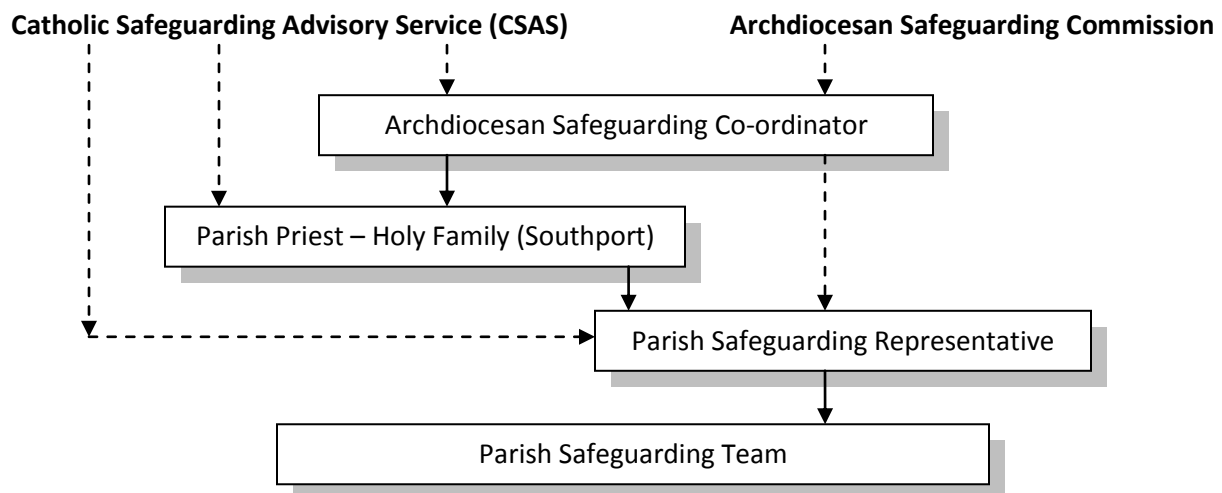 Catholic Safeguarding Advisory Service (CSAS)
Archdiocesan Safeguarding Commission
Archdiocesan Safeguarding Co-ordinator
Parish Priest – Holy Family (Southport)
Parish Safeguarding Representative
Parish Safeguarding Team